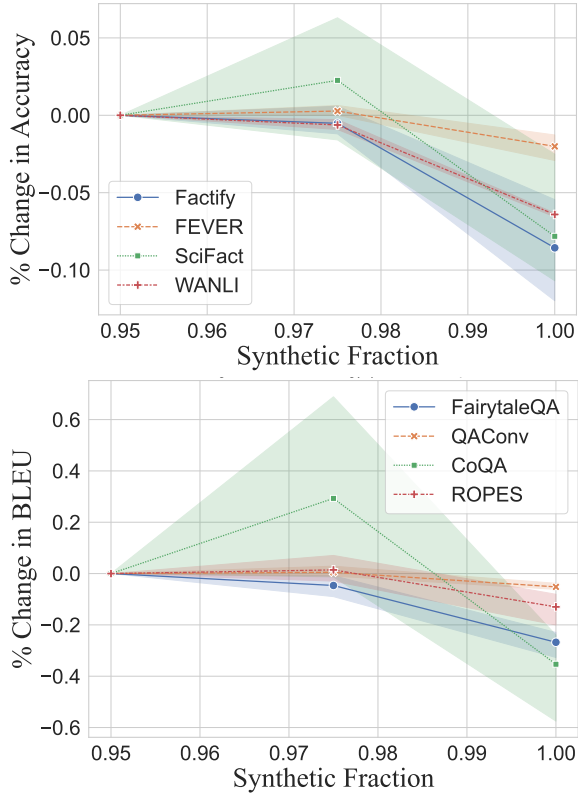 0.05
0.00
−0.05
−0.10
% Change in Accuracy
Factify
FEVER
SciFact
WANLI
0.95 0.96 0.97 0.98 0.99 1.00
Synthetic Fraction
0.6
0.4
0.2
0.0
−0.2
−0.4
−0.6
% Change in BLEU
FairytaleQA
QAConv
CoQA
ROPES
0.95 0.96 0.97 0.98 0.99 1.00
Synthetic Fraction